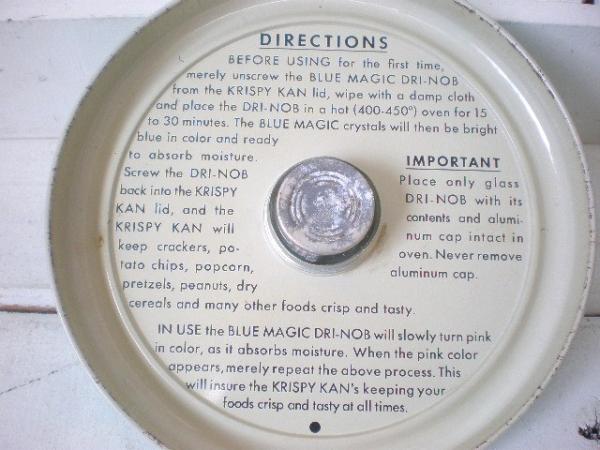 DIRECTIONS
BEFORE USING for the first time,
merely unscrew the BLUE MAGIC DRI-NOB
from the KRISPY KAN lid, wipe with a damp cloth
and place the DRI-NOB in a hot (400-450°) oven for 15
to 30 minutes. The BLUE MAGIC crystals will then be bright
blue in color and ready
to absorb moisture.
Screw the DRI-NOB
back into the KRISPY
KAN lid, and the
KRISPY KAN will
keep crackers, po-
tato chips, popcorn,
pretzels, peanuts, dry
cereals and many other foods crisp and tasty.
IMPORTANT
Place only glass
DRI-NOB with its
contents and alumi-
num cap intact in
oven. Never remove
aluminum cap.
IN USE the BLUE MAGIC DRI-NOB will slowly turn pink
in color, as it absorbs moisture. When the pink color
appears, merely repeat the above process. This
will insure the KRISPY KAN's keeping your
foods crisp and tasty at all times.